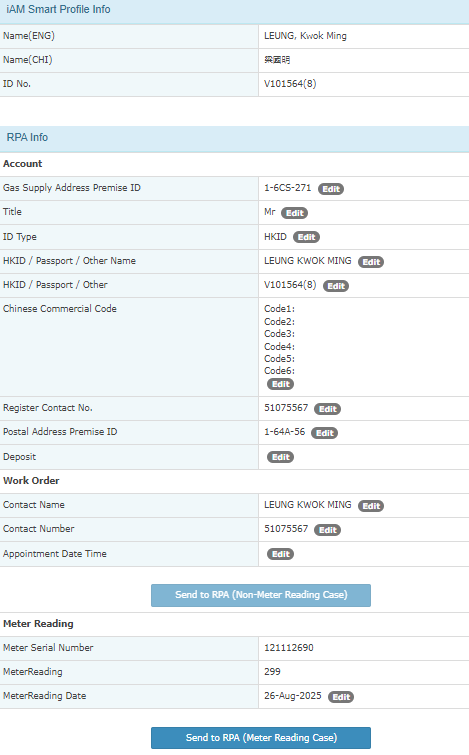 iAM Smart Profile Info
Name(ENG) LEUNG, Kwok Ming
Name(CHI) 梁國明
ID No. V101564(8)
RPA Info
Account
Gas Supply Address Premise ID 1-6CS-271 Edit
Title Mr Edit
ID Type HKID Edit
HKID / Passport / Other Name LEUNG KWOK MING Edit
HKID / Passport / Other V101564(8) Edit
Chinese Commercial Code Code1:
Code2:
Code3:
Code4:
Code5:
Code6:
Edit
Register Contact No. 51075567 Edit
Postal Address Premise ID 1-64A-56 Edit
Deposit Edit
Work Order
Contact Name LEUNG KWOK MING Edit
Contact Number 51075567 Edit
Appointment Date Time Edit
Send to RPA (Non-Meter Reading Case)
Meter Reading
Meter Serial Number 121112690
MeterReading 299
MeterReading Date 26-Aug-2025 Edit
Send to RPA (Meter Reading Case)